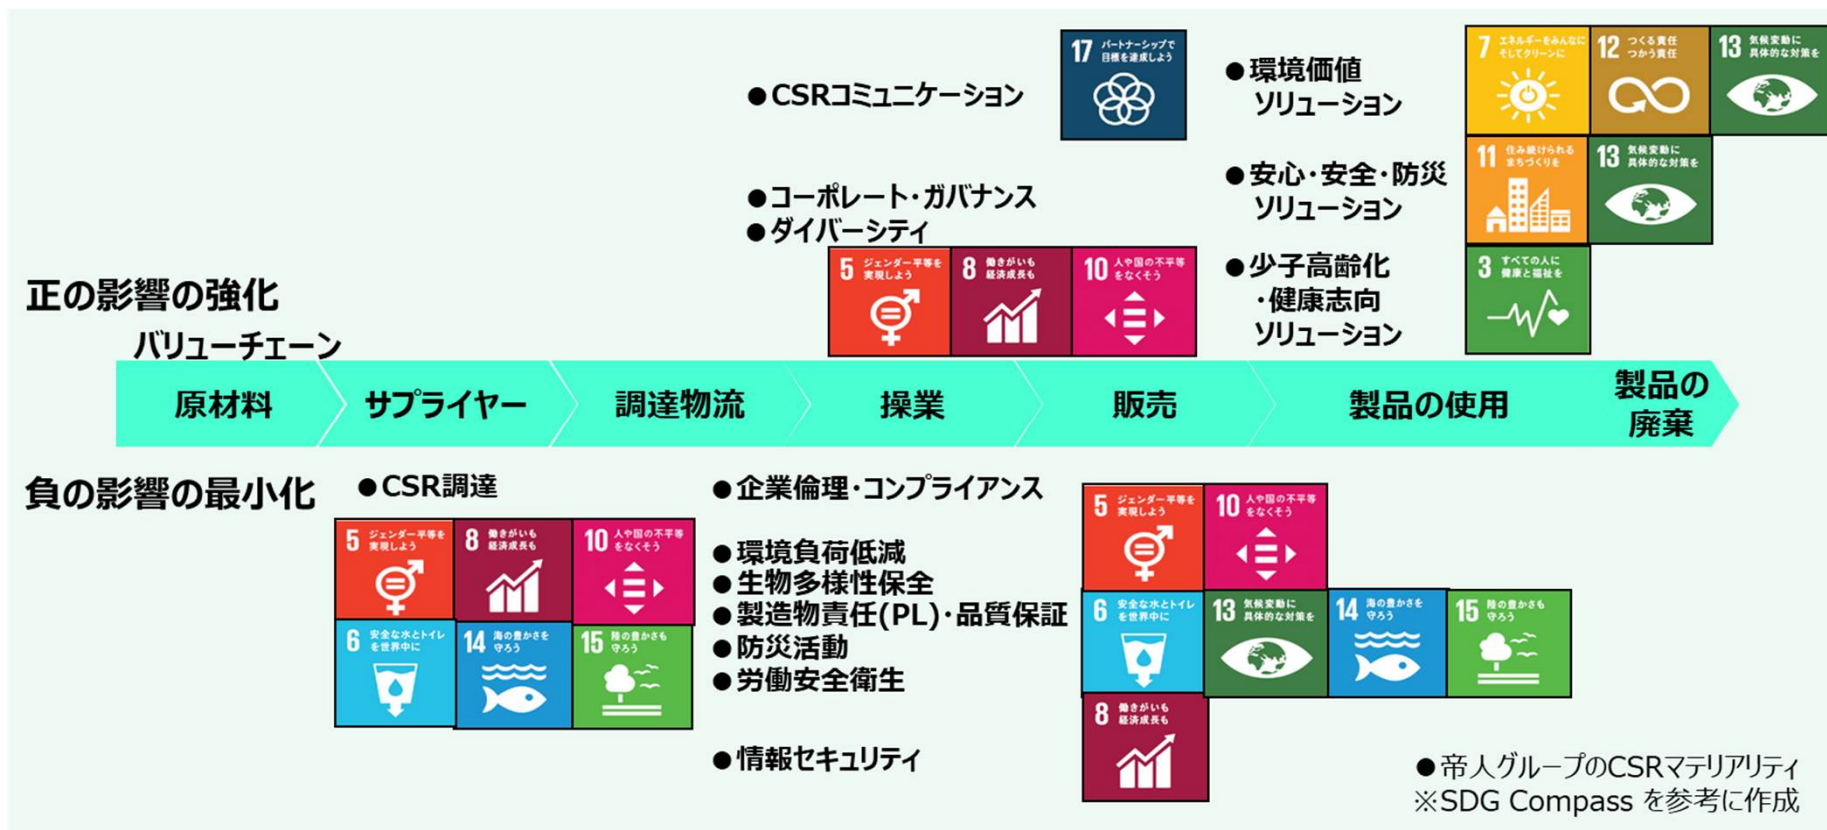 ●CSRコミュニケーション
17 パートナーシップで
目標を達成しよう
●環境価値
ソリューション
7 エネルギーをみんなに
そしてクリーンに
12 つくる責任
つかう責任
13 気候変動に
具体的な対策を
●コーポレート・ガバナンス
●ダイバーシティ
●安心・安全・防災
ソリューション
11 住み続けられる
まちづくりを
13 気候変動に
具体的な対策を
5 ジェンダー平等を
実現しよう
8 働きがいも
経済成長も
10 人や国の不平等
をなくそう
●少子高齢化
・健康志向
ソリューション
3 すべての人に
健康と福祉を
正の影響の強化
バリューチェーン
原材料
サプライヤー
調達物流
操業
販売
製品の使用
製品の
廃棄
負の影響の最小化
●CSR調達
5 ジェンダー平等を
実現しよう
8 働きがいも
経済成長も
10 人や国の不平等
をなくそう
6 安全な水とトイレ
を世界中に
14 海の豊かさを
守ろう
15 陸の豊かさも
守ろう
●企業倫理・コンプライアンス
●環境負荷低減
●生物多様性保全
●製造物責任(PL)・品質保証
●防災活動
●労働安全衛生
●情報セキュリティ
5 ジェンダー平等を
実現しよう
10 人や国の不平等
をなくそう
6 安全な水とトイレ
を世界中に
13 気候変動に
具体的な対策を
14 海の豊かさを
守ろう
15 陸の豊かさも
守ろう
8 働きがいも
経済成長も
●帝人グループのCSRマテリアリティ
※SDG Compass を参考に作成